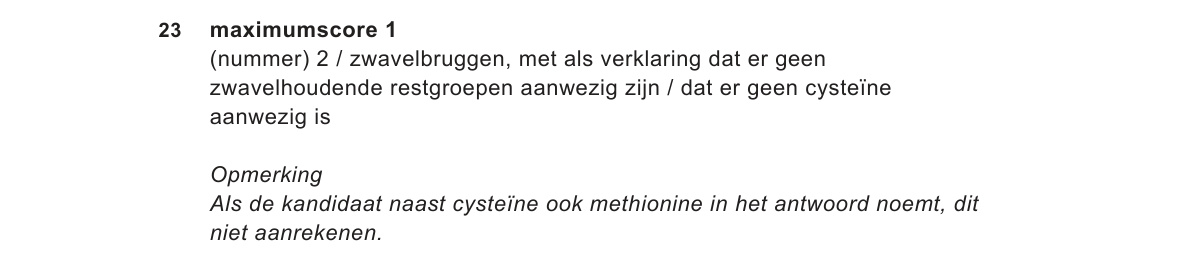 23 maximumscore 1
(nummer) 2 / zwavelbruggen, met als verklaring dat er geen
zwavelhoudende restgroepen aanwezig zijn / dat er geen cysteïne
aanwezig is
Opmerking
Als de kandidaat naast cysteïne ook methionine in het antwoord noemt, dit
niet aanrekenen.